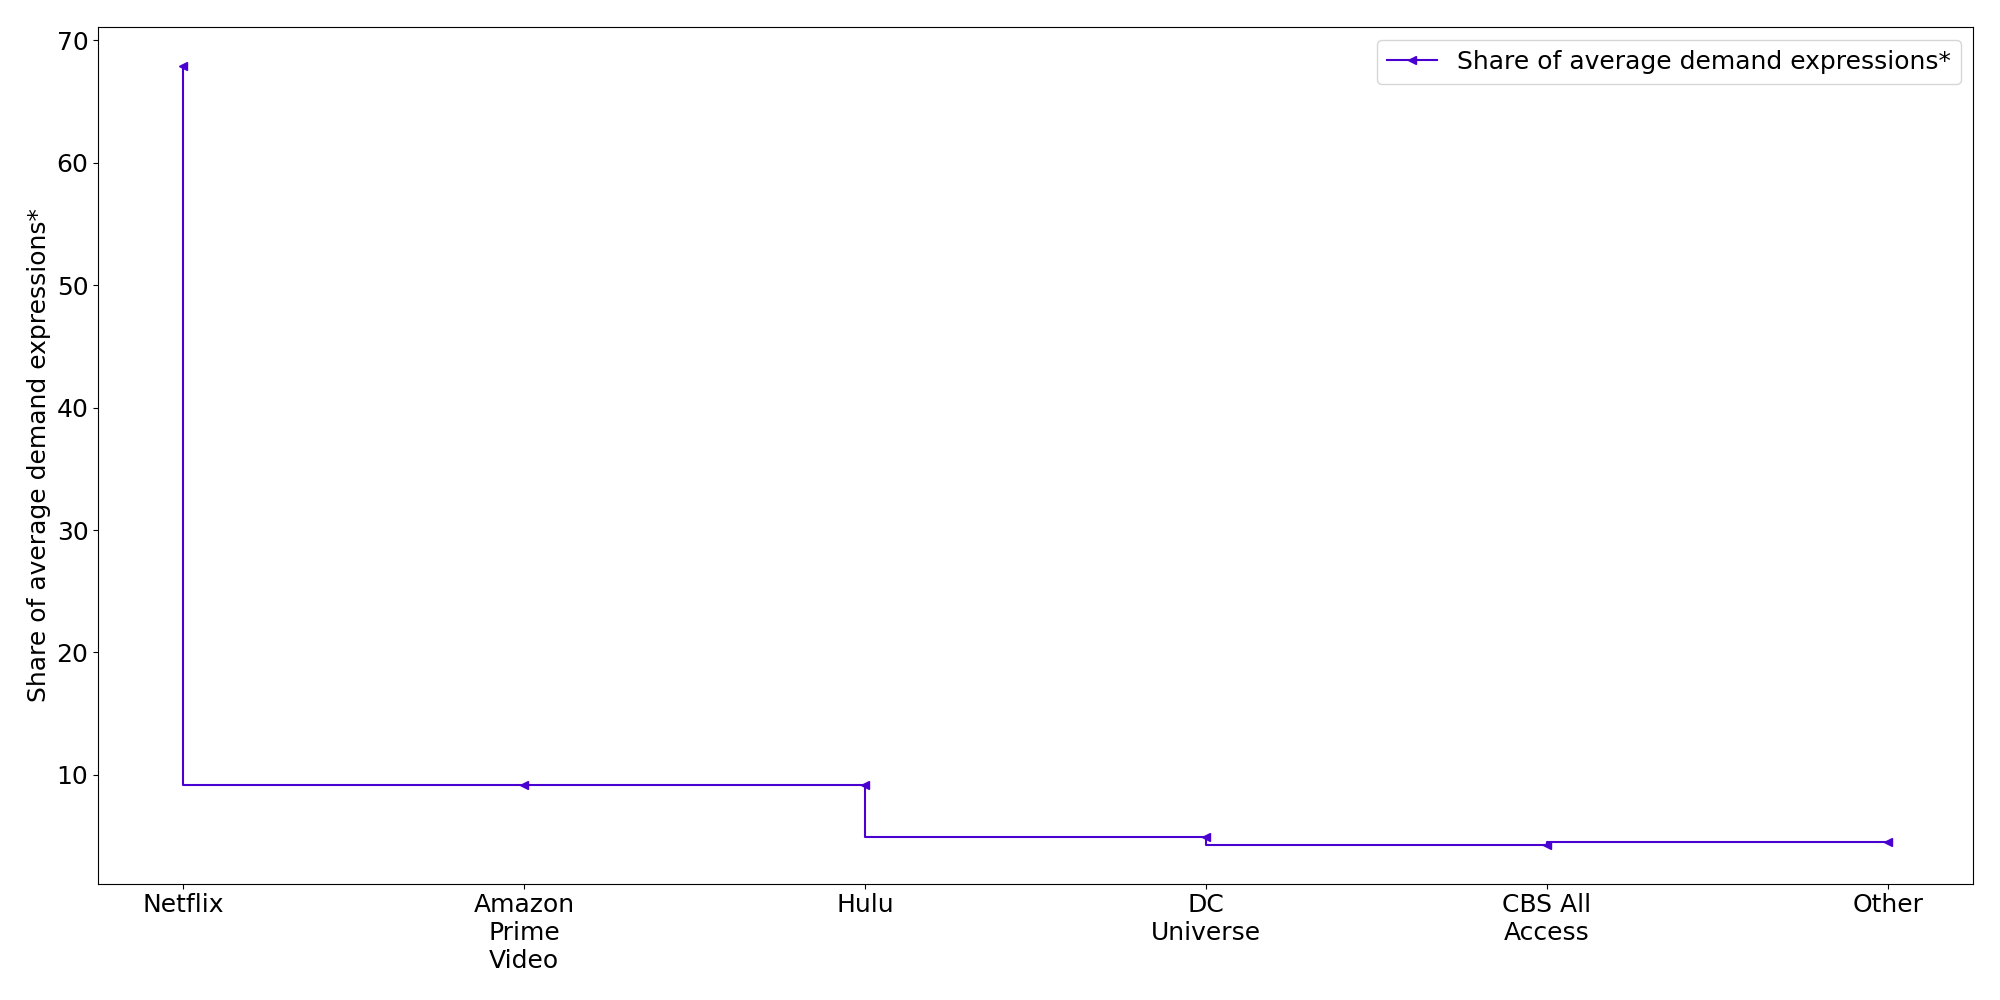 Share of average demand expressions*
Share of average demand expressions*
70
60
50
40
30
20
10
Netflix
Amazon
Prime
Video
Hulu
DC
Universe
CBS All
Access
Other